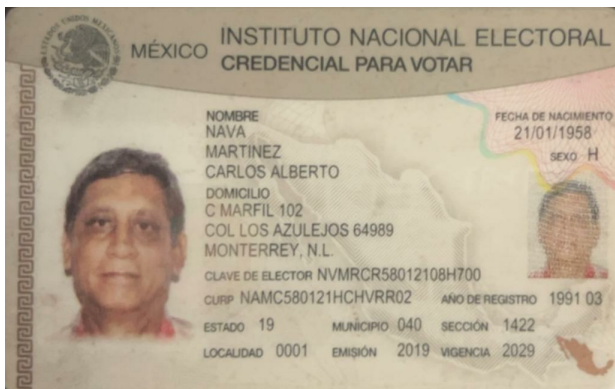 MÉXICO
INSTITUTO NACIONAL ELECTORAL
CREDENCIAL PARA VOTAR
NOMBRE
NAVA
MARTINEZ
CARLOS ALBERTO
FECHA DE NACIMIENTO
21/01/1958
SEXO H
DOMICILIO
C MARFIL 102
COL LOS AZULEJOS 64989
MONTERREY, N.L.
CLAVE DE ELECTOR NVMRCR58012108H700
CURP NAMC580121HCHVRR02 AÑO DE REGISTRO 1991 03
ESTADO 19 MUNICIPIO 040 SECCIÓN 1422
LOCALIDAD 0001 EMISIÓN 2019 VIGENCIA 2029